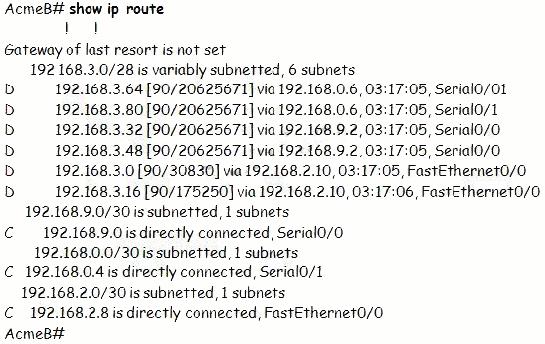 AcmeB# show ip route
! !
Gateway of last resort is not set
192 168.3.0/28 is variably subnetted, 6 subnets
D 192.168.3.64 [90/20625671] via 192.168.0.6, 03:17:05, Serial0/01
D 192.168.3.80 [90/20625671] via 192.168.0.6, 03:17:05, Serial0/1
D 192.168.3.32 [90/20625671] via 192.168.9.2, 03:17:05, Serial0/0
D 192.168.3.48 [90/20625671] via 192.168.9.2, 03:17:05, Serial0/0
D 192.168.3.0 [90/30830] via 192.168.2.10, 03:17:05, FastEthernet0/0
D 192.168.3.16 [90/175250] via 192.168.2.10, 03:17:06, FastEthernet0/0
192.168.9.0/30 is subnetted, 1 subnets
C 192.168.9.0 is directly connected, Serial0/0
192.168.0.0/30 is subnetted, 1 subnets
C 192.168.0.4 is directly connected, Serial0/1
192.168.2.0/30 is subnetted, 1 subnets
C 192.168.2.8 is directly connected, FastEthernet0/0
AcmeB#